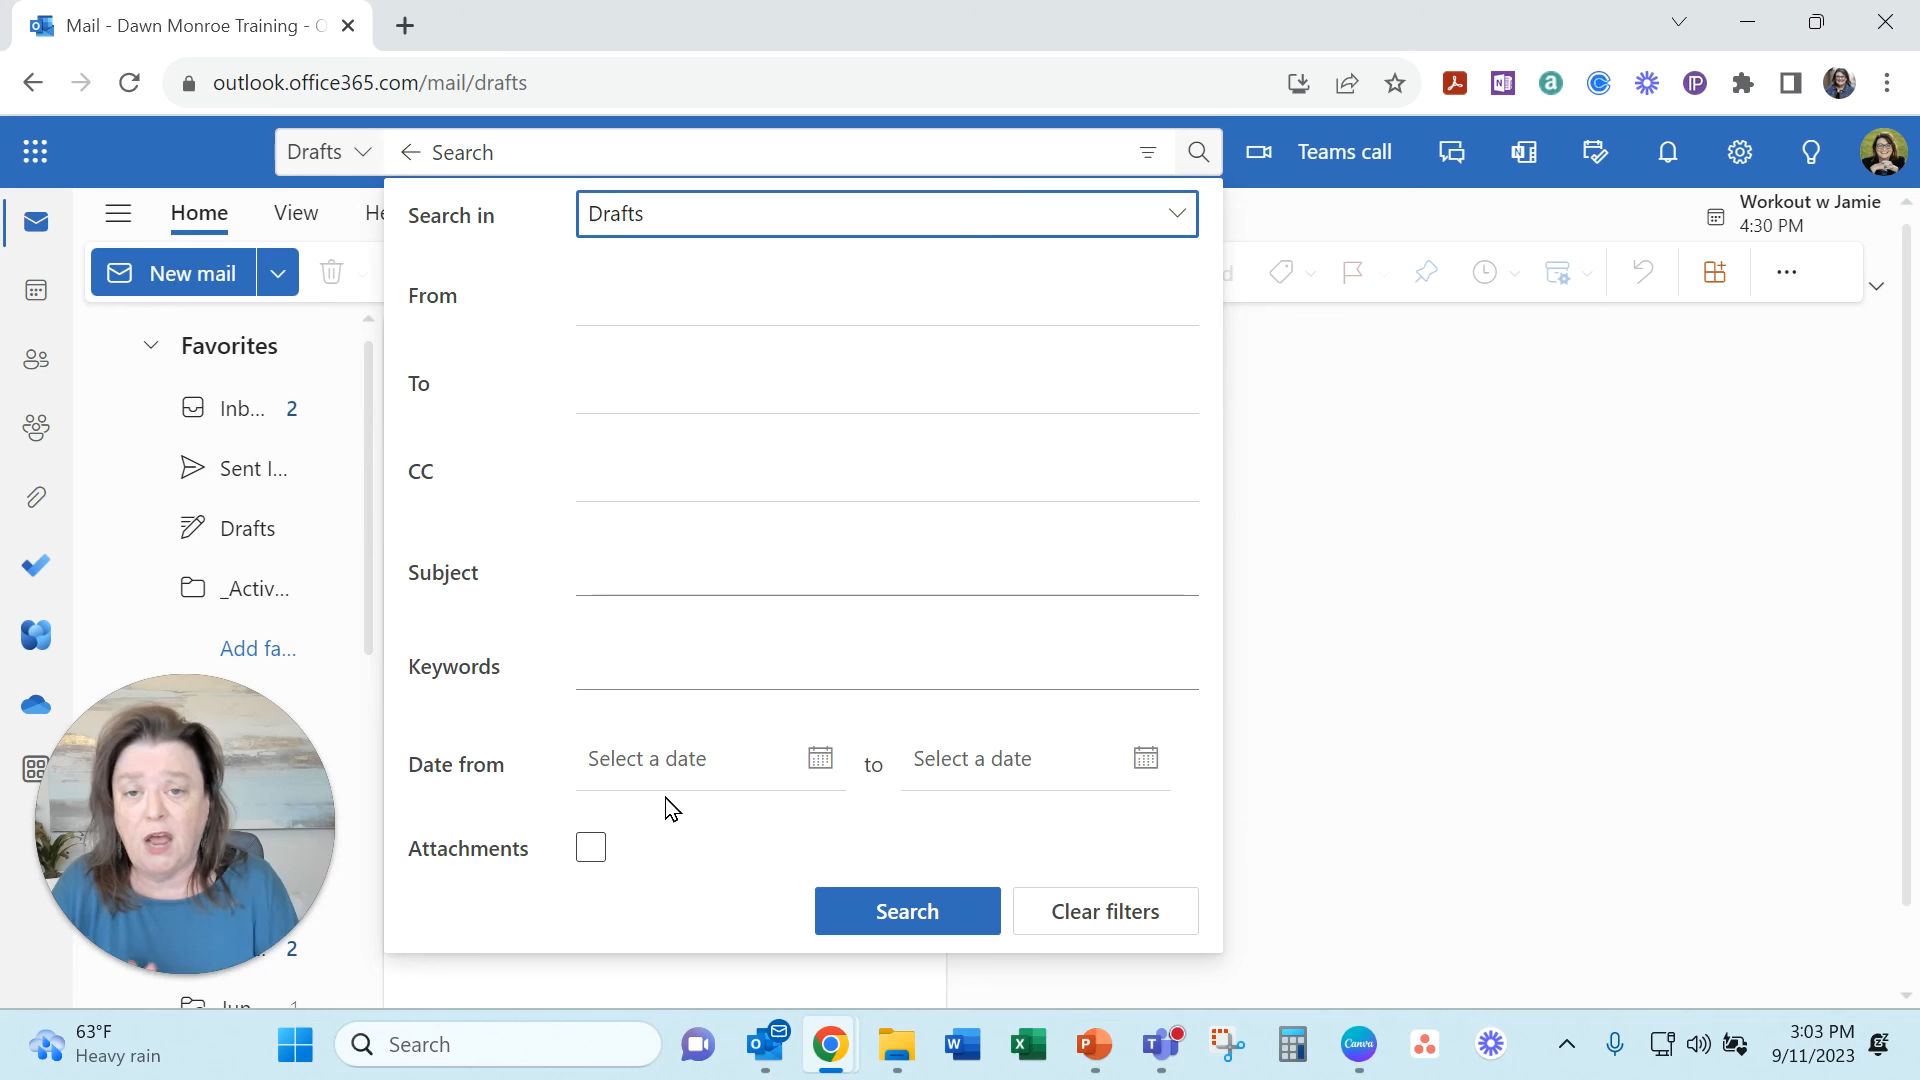 Mail - Dawn Monroe Training - O
outlook.office365.com/mail/drafts
Drafts
Search
Teams call
Home
View
He
Search in
Drafts
Workout w Jamie
4:30 PM
New mail
From
Favorites
To
Inb... 2
CC
Sent I...
Drafts
Subject
_Activ...
Add fa...
Keywords
Date from
Select a date
to
Select a date
Attachments
Search
Clear filters
2
63°F
Heavy rain
Search
Canva
3:03 PM
9/11/2023